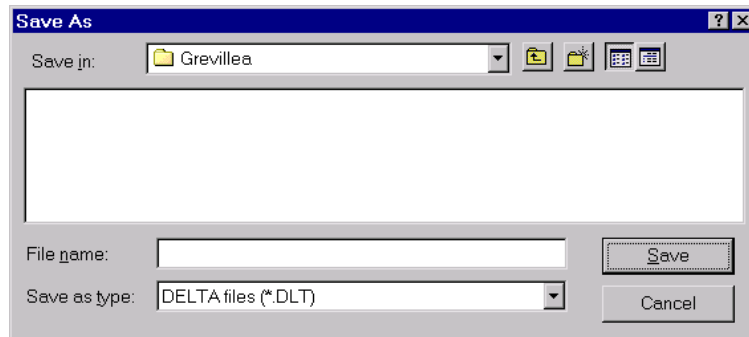 Save As
Save in: Grevillea
File name: Save
Save as type: DELTA files (*.DLT) Cancel